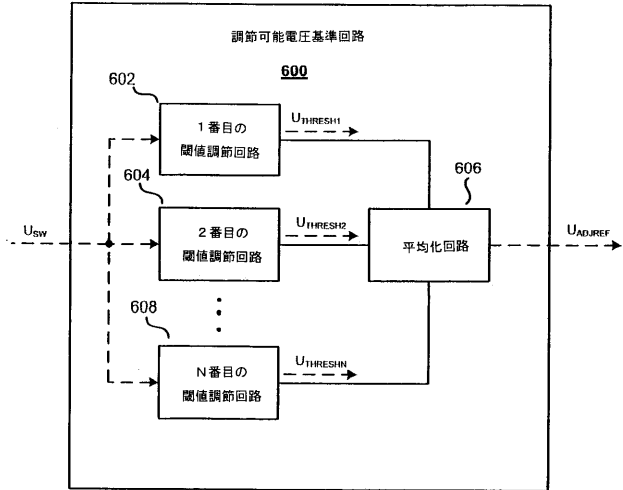 調節可能電圧基準回路
600
602
1番目の
閾値調節回路
UTHRESH1
604
2番目の
閾値調節回路
UTHRESH2
606
平均化回路
USW
UADJREF
608
N番目の
閾値調節回路
UTHRESHN